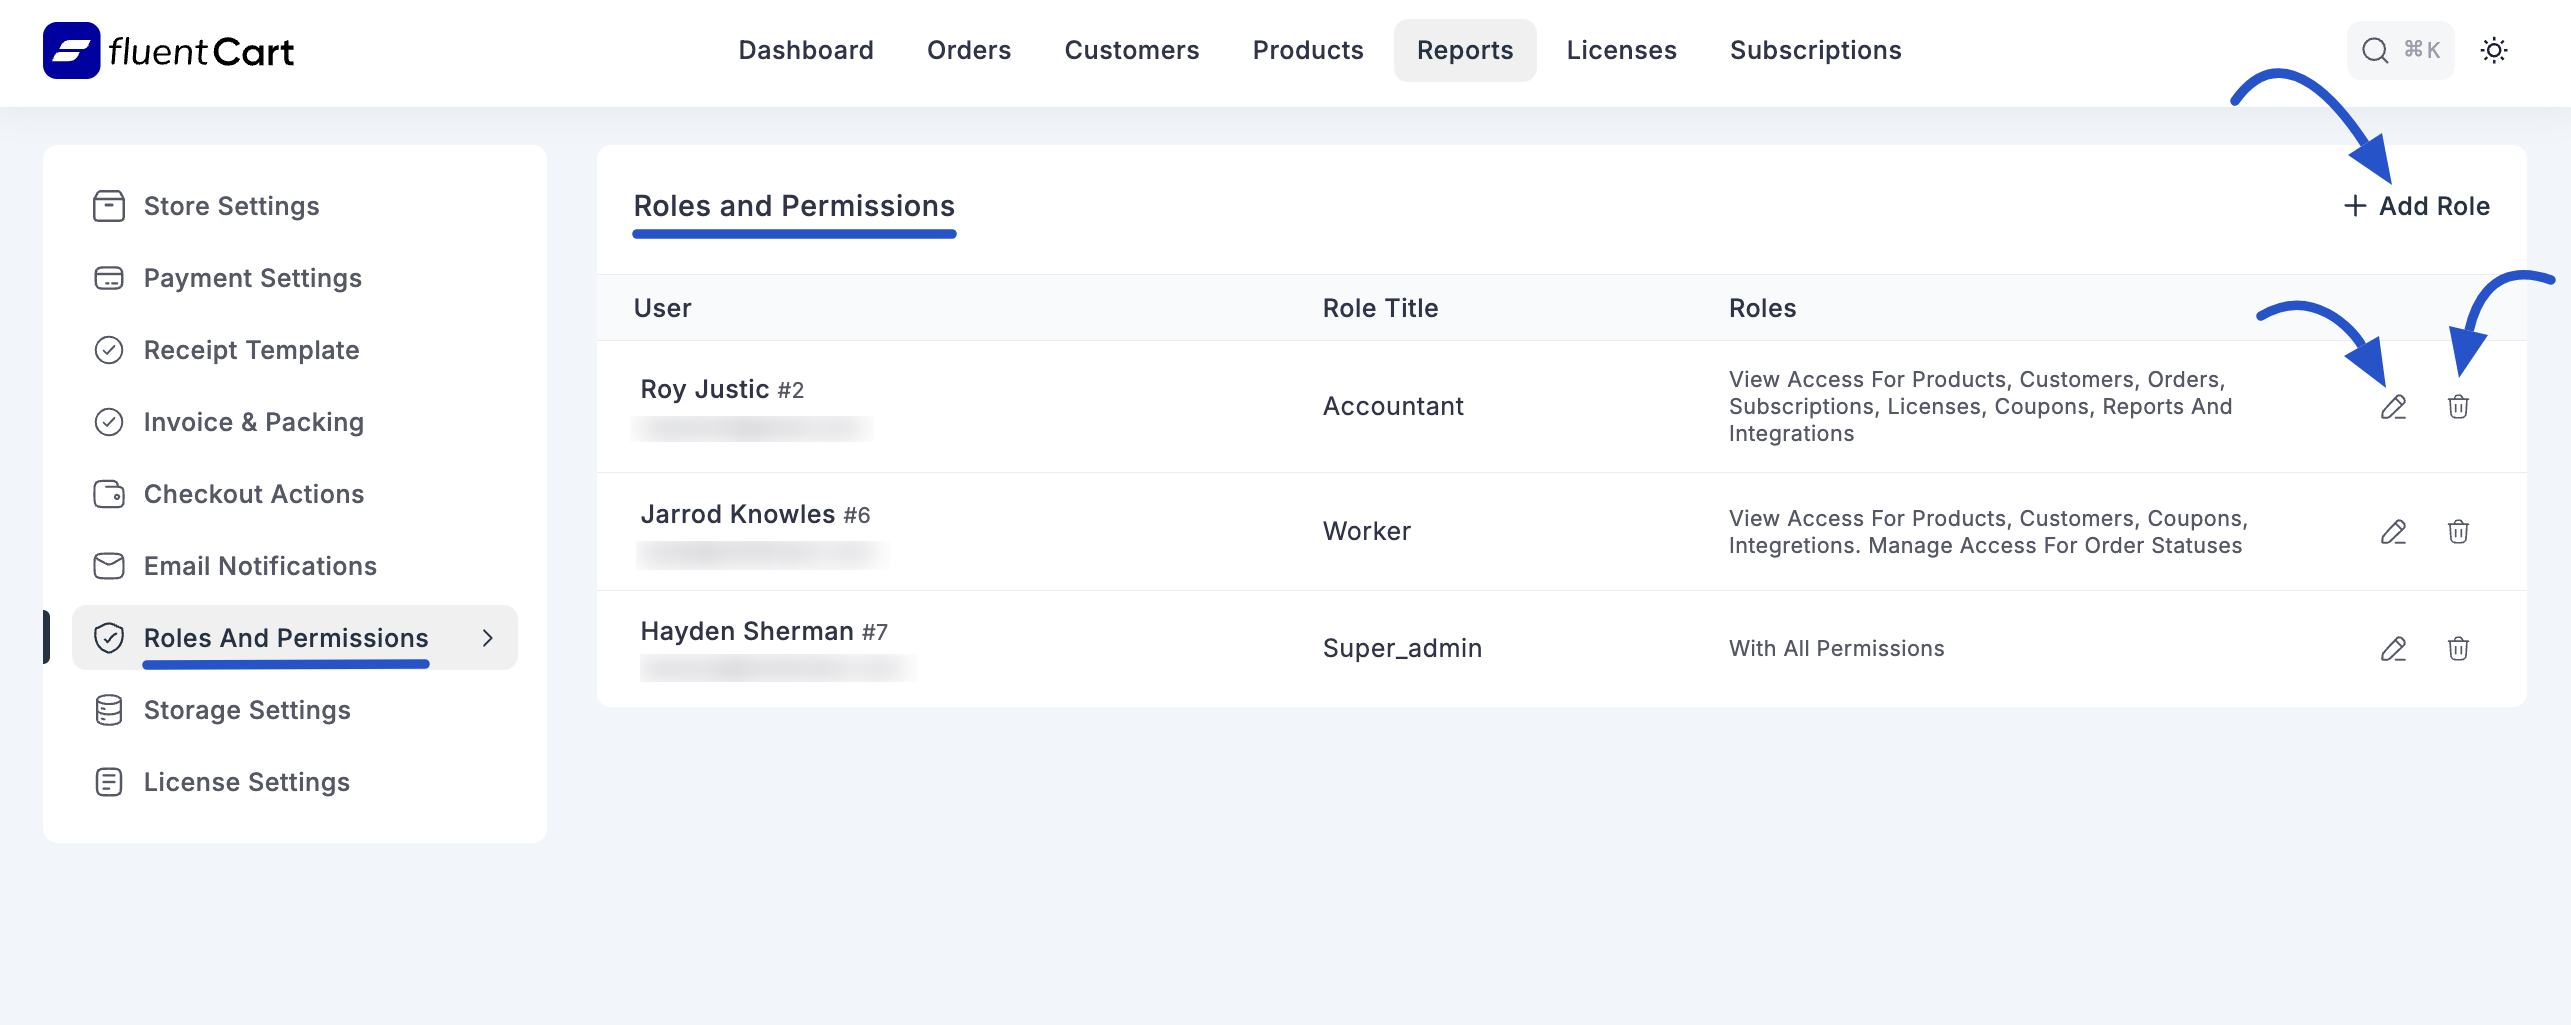 fluentCart
Dashboard
Orders
Customers
Products
Reports
Licenses
Subscriptions
⌘K
Store Settings
Payment Settings
Receipt Template
Invoice & Packing
Checkout Actions
Email Notifications
Roles And Permissions
Storage Settings
License Settings
Roles and Permissions
Add Role
User
Role Title
Roles
Roy Justic #2
Accountant
View Access For Products, Customers, Orders,
Subscriptions, Licenses, Coupons, Reports And
Integrations
Jarrod Knowles #6
Worker
View Access For Products, Customers, Coupons,
Integretions. Manage Access For Order Statuses
Hayden Sherman #7
Super_admin
With All Permissions